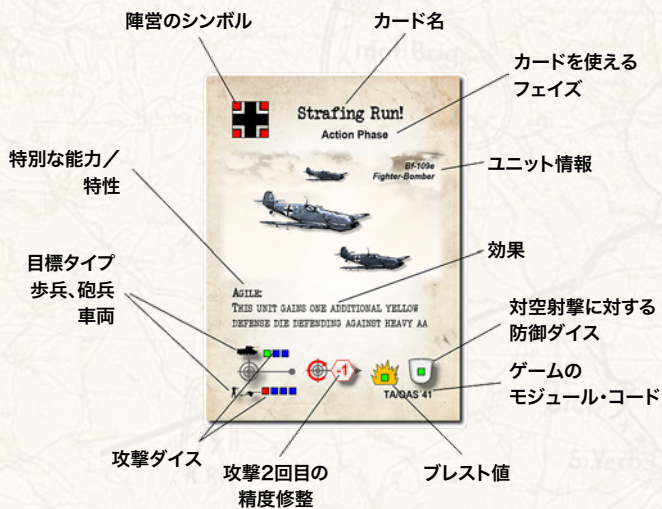 陣営のシンボル
カード名
カードを使える
フェイズ
Strafing Run!
Action Phase
特別な能力／
特性
Bf-109e
Fighter-Bomber
ユニット情報
目標タイプ
歩兵、砲兵
車両
効果
AGILE:
THIS UNIT GAINS ONE ADDITIONAL YELLOW
DEFENSE DIE DEFENDING AGAINST HEAVY AA
対空射撃に対する
防御ダイス
-1
TA/OAS '41
ゲームの
モジュール・コード
攻撃ダイス
攻撃2回目の
精度修整
ブレスト値